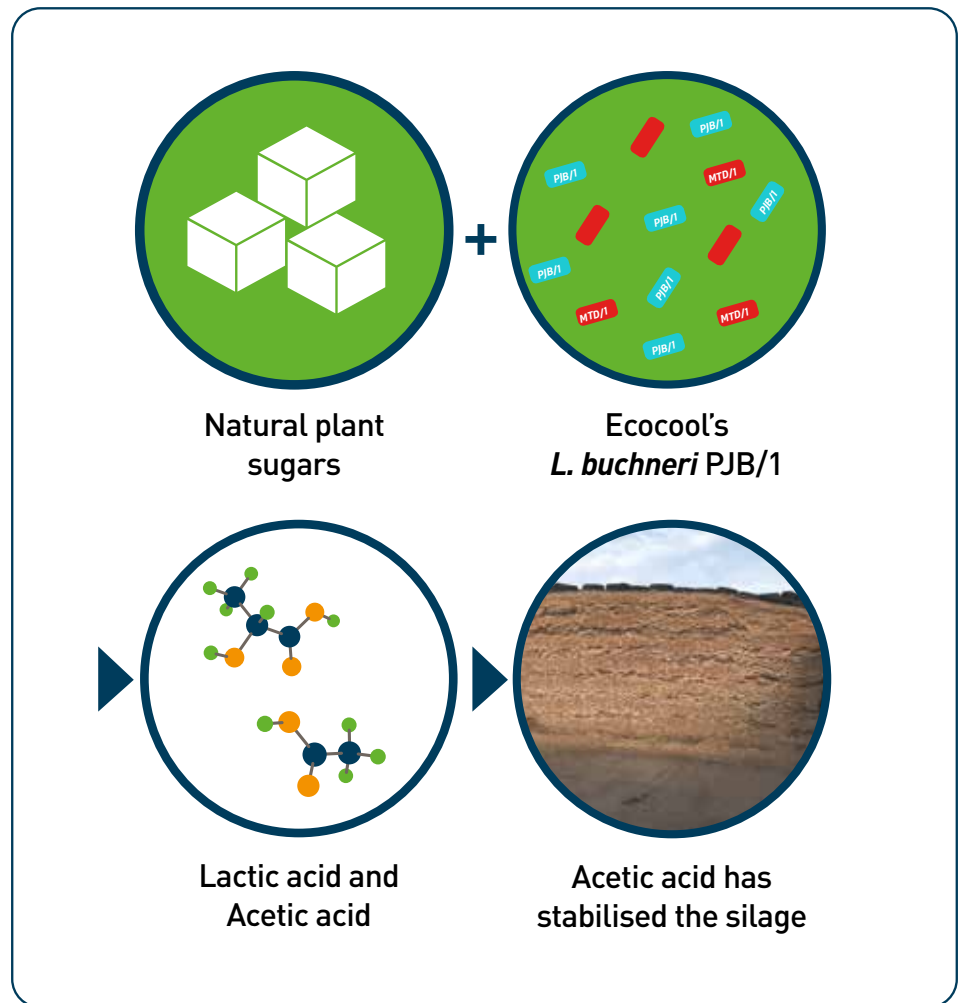 PJB/1
PJB/1
MTD/1
PJB/1
PJB/1
PJB/1
PJB/1
MTD/1
MTD/1
PJB/1
+
Natural plant
sugars
Ecocool's
L. buchneri PJB/1
Lactic acid and
Acetic acid
Acetic acid has
stabilised the silage